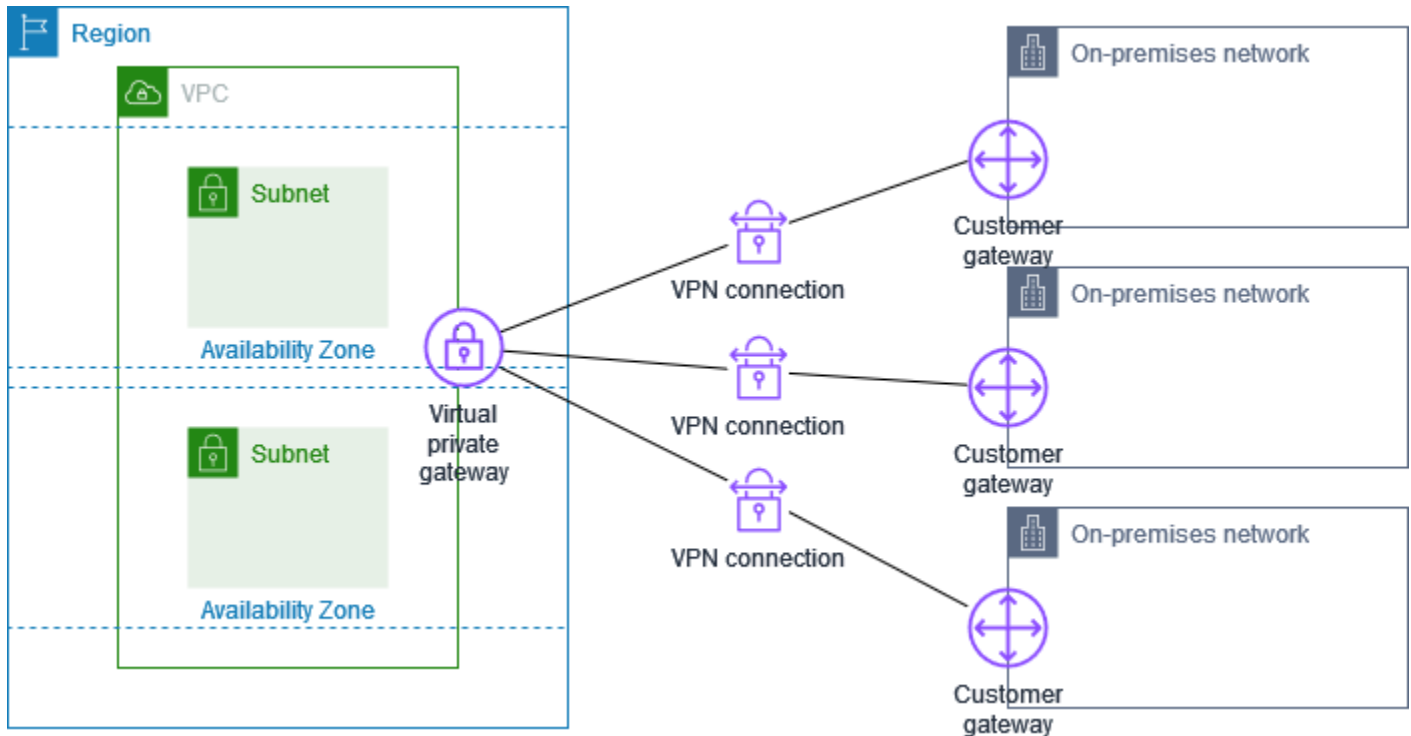 Region
VPC
Subnet
Availability Zone
Subnet
Availability Zone
Virtual
private
gateway
VPN connection
VPN connection
VPN connection
On-premises network
Customer
gateway
On-premises network
Customer
gateway
On-premises network
Customer
gateway